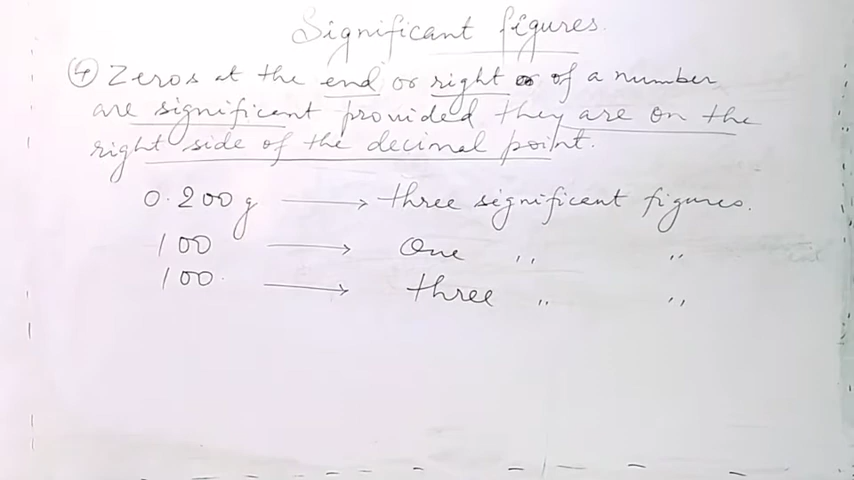 Significant figures.
④ Zeros at the end or right of of a number
are significant provided they are on the
right side of the decimal point.
0.200 g → three significant figures.
100 → One ,, ,,
100. → three ,, ,,